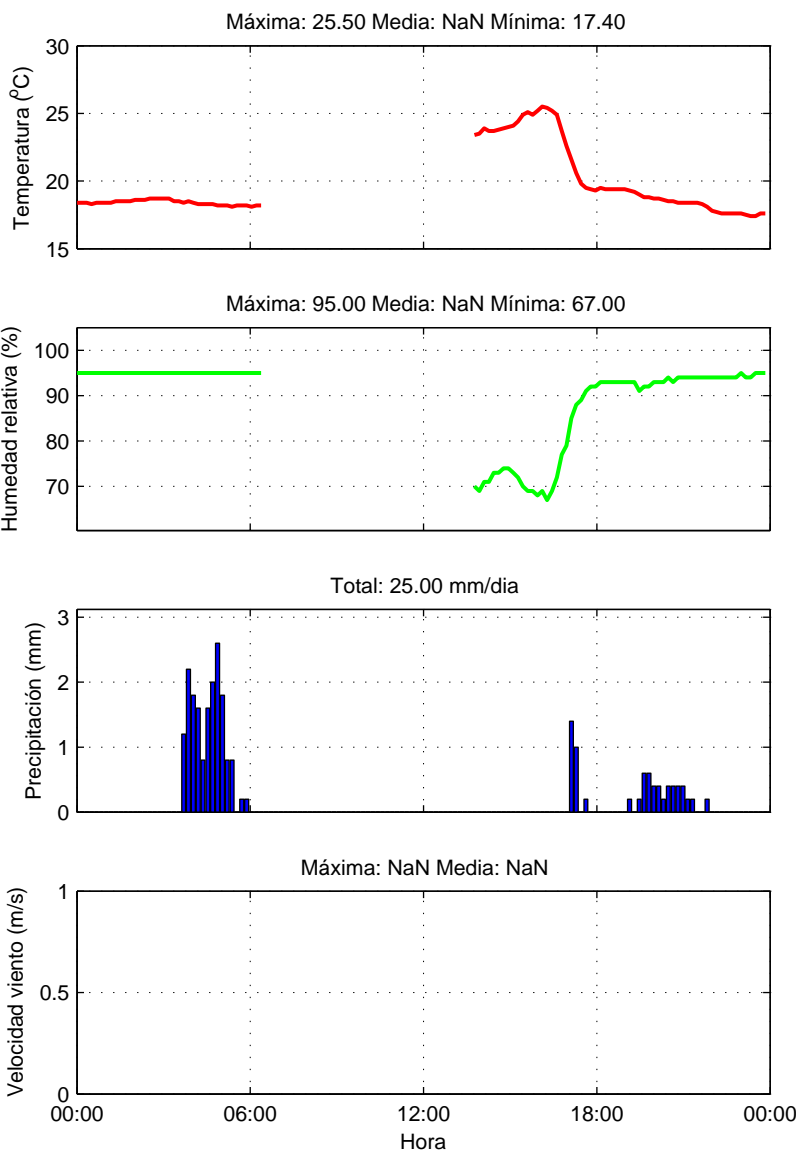 Máxima: 25.50 Media: NaN Mínima: 17.40
30
25
20
15
Temperatura (ºC)
Máxima: 95.00 Media: NaN Mínima: 67.00
100
90
80
70
Humedad relativa (%)
Total: 25.00 mm/dia
3
2
1
0
Precipitación (mm)
Máxima: NaN Media: NaN
1
0.5
0
Velocidad viento (m/s)
00:00 06:00 12:00 18:00 00:00
Hora